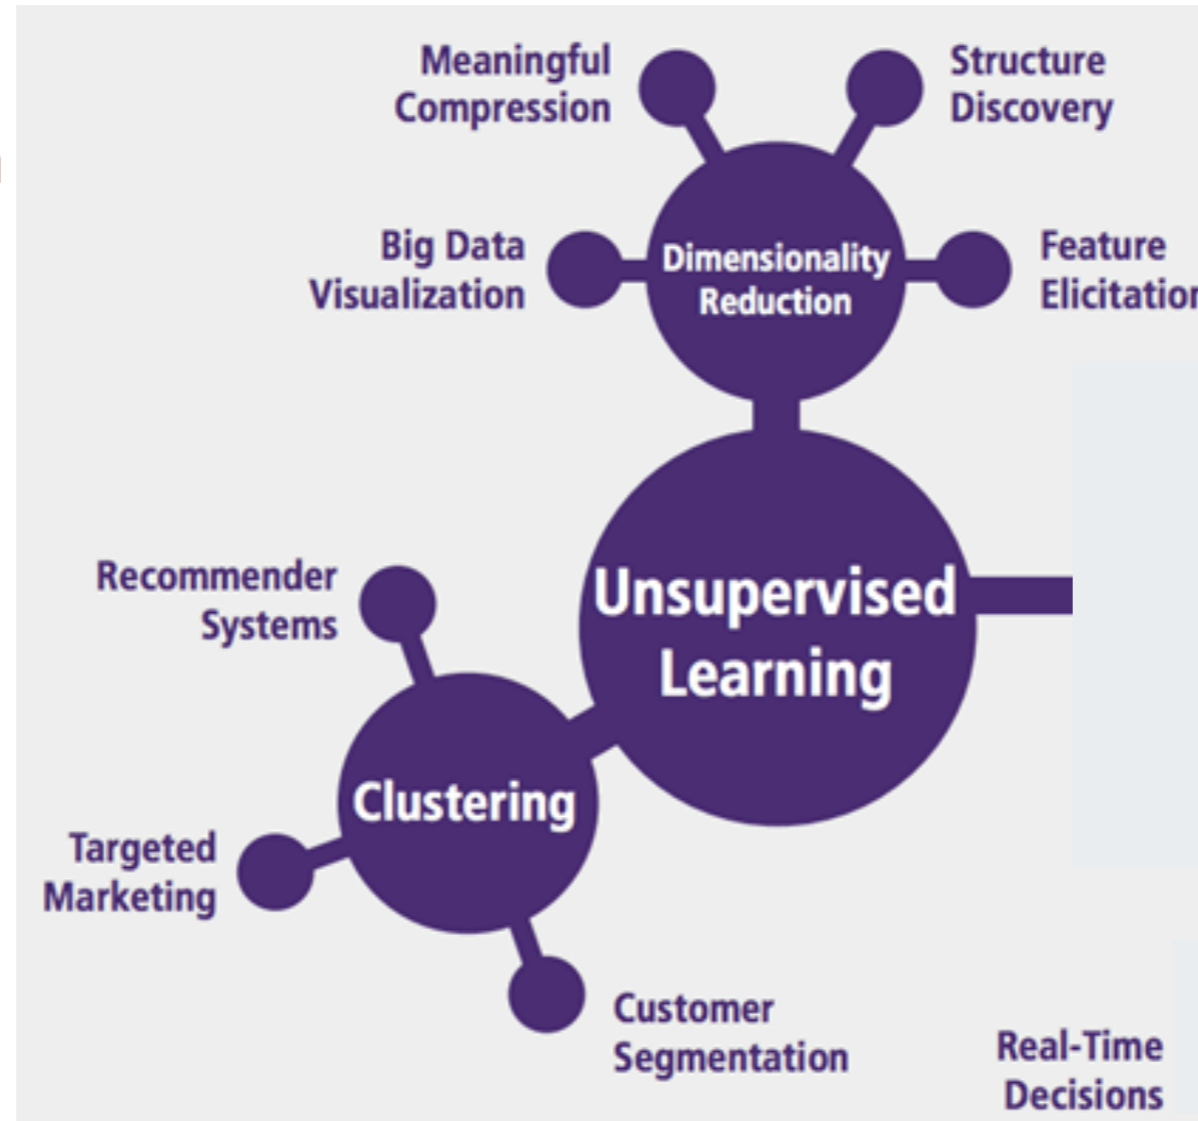 Meaningful
Compression
Structure
Discovery
Big Data
Visualization
Dimensionality
Reduction
Feature
Elicitation
Unsupervised
Learning
Recommender
Systems
Clustering
Targeted
Marketing
Customer
Segmentation
Real-Time
Decisions